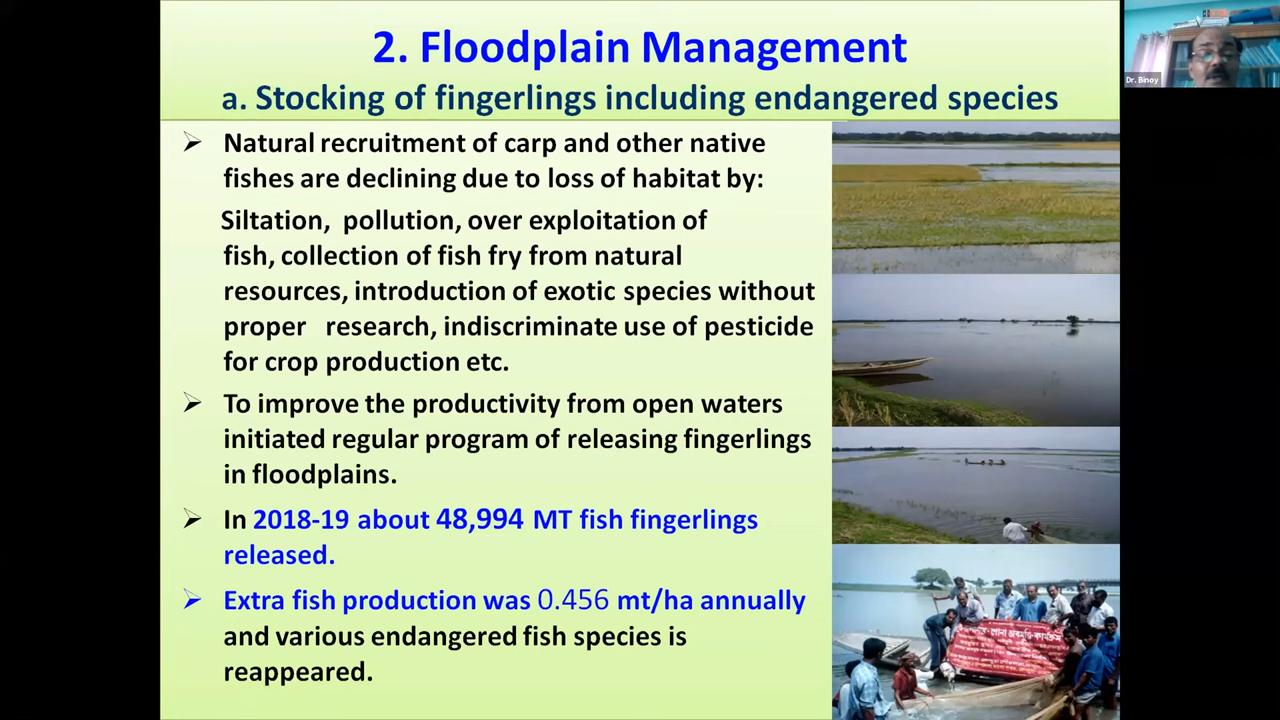 2. Floodplain Management
a. Stocking of fingerlings including endangered species
Natural recruitment of carp and other native
fishes are declining due to loss of habitat by:
Siltation, pollution, over exploitation of
fish, collection of fish fry from natural
resources, introduction of exotic species without
proper research, indiscriminate use of pesticide
for crop production etc.
To improve the productivity from open waters
initiated regular program of releasing fingerlings
in floodplains.
In 2018-19 about 48,994 MT fish fingerlings
released.
Extra fish production was 0.456 mt/ha annually
and various endangered fish species is
reappeared.
Dr. Binoy